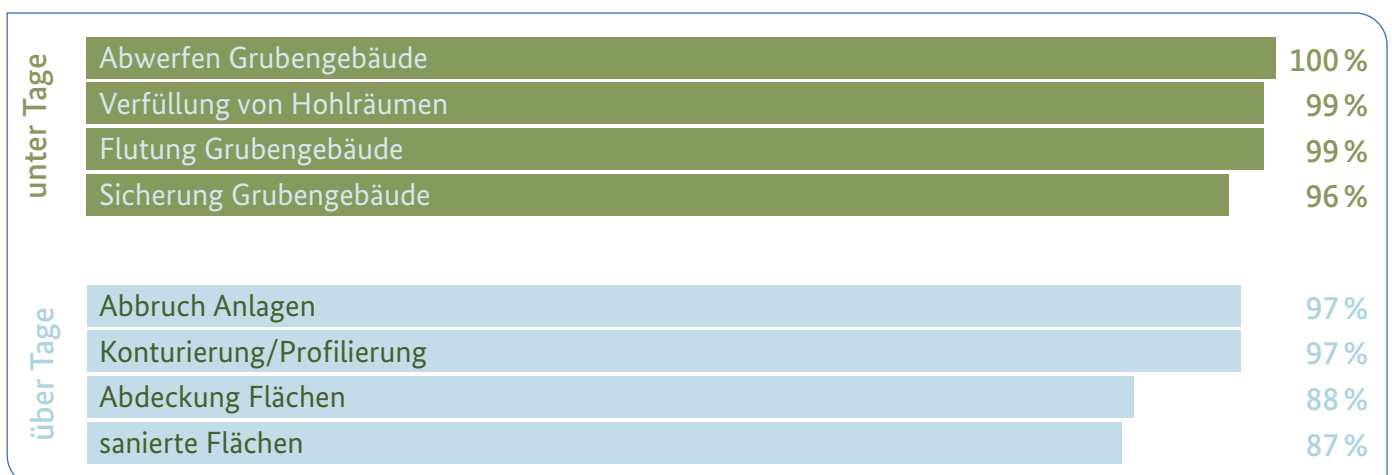 unter Tage
Abwerfen Grubengebäude 100 %
Verfüllung von Hohlräumen 99 %
Flutung Grubengebäude 99 %
Sicherung Grubengebäude 96 %
über Tage
Abbruch Anlagen 97 %
Konturierung/Profilierung 97 %
Abdeckung Flächen 88 %
sanierte Flächen 87 %